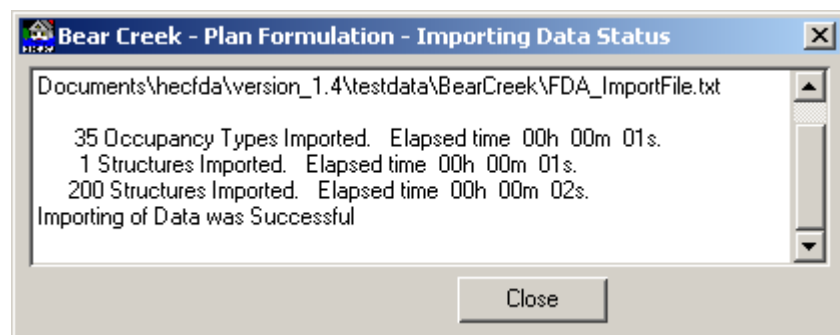 Bear Creek - Plan Formulation - Importing Data Status
Documents\hecfda\version_1.4\testdata\BearCreek\FDA_ImportFile.txt
35 Occupancy Types Imported. Elapsed time 00h 00m 01s.
1 Structures Imported. Elapsed time 00h 00m 01s.
200 Structures Imported. Elapsed time 00h 00m 02s.
Importing of Data was Successful
Close